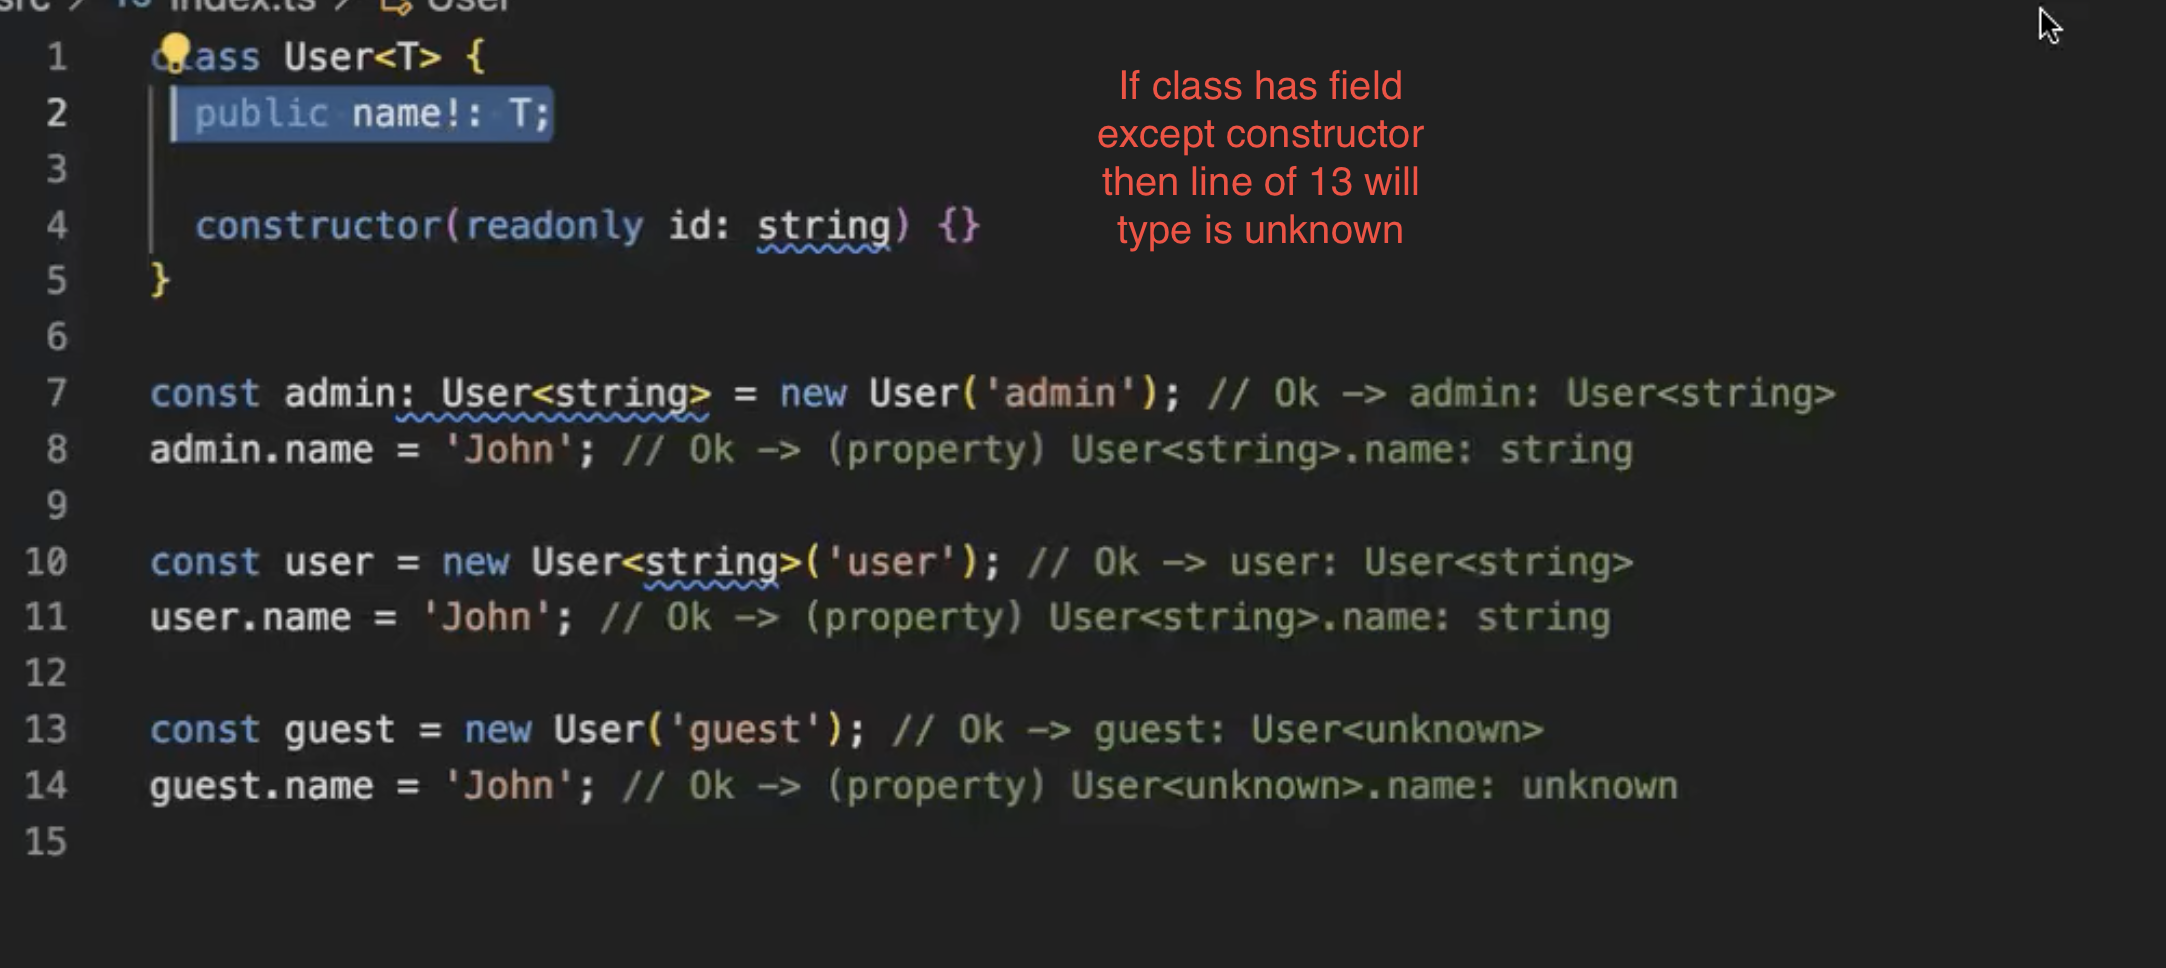 index.ts > User
1 class User<T> {
2 public name!: T;
3
4 constructor(readonly id: string) {}
5 }
6
7 const admin: User<string> = new User('admin'); // Ok -> admin: User<string>
8 admin.name = 'John'; // Ok -> (property) User<string>.name: string
9
10 const user = new User<string>('user'); // Ok -> user: User<string>
11 user.name = 'John'; // Ok -> (property) User<string>.name: string
12
13 const guest = new User('guest'); // Ok -> guest: User<unknown>
14 guest.name = 'John'; // Ok -> (property) User<unknown>.name: unknown
15
If class has field
except constructor
then line of 13 will
type is unknown